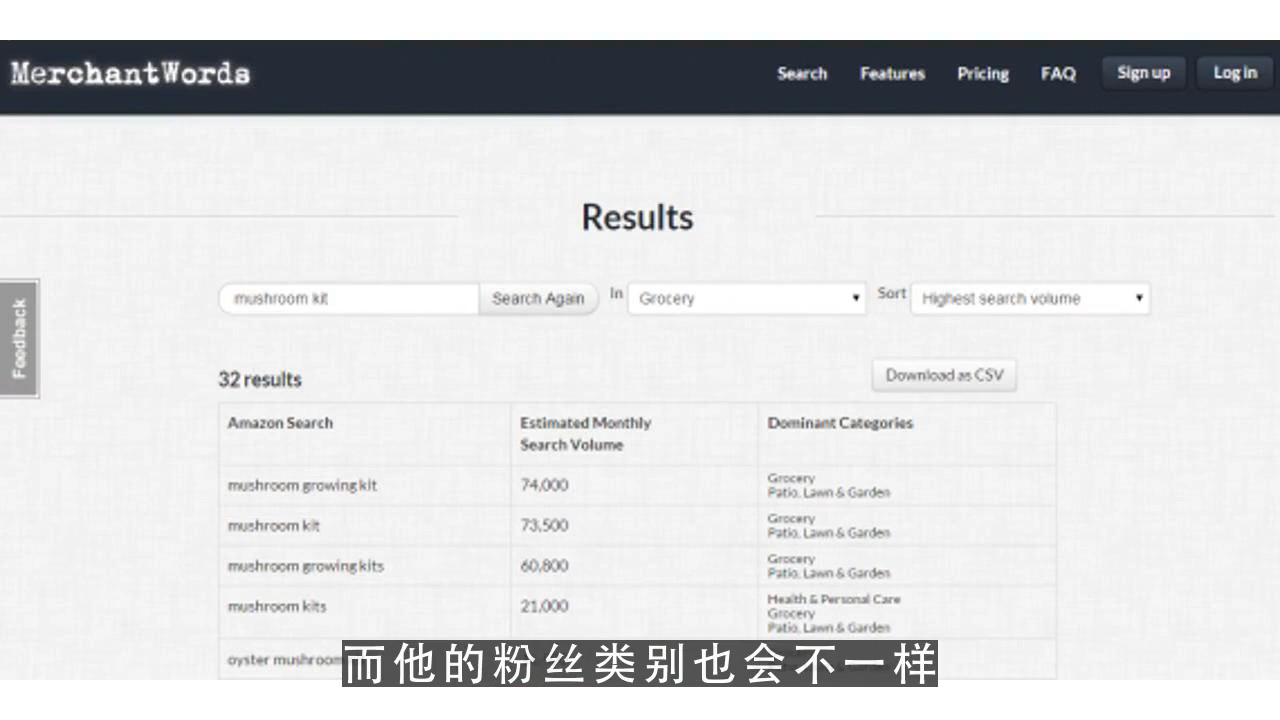 MerchantWords
Search Features Pricing FAQ Sign up Log in
Results
Feedback
mushroom kit Search Again In Grocery Sort Highest search volume
32 results Download as CSV
Amazon Search Estimated Monthly Search Volume Dominant Categories
mushroom growing kit 74,000 Grocery
Patio, Lawn & Garden
mushroom kit 73,500 Grocery
Patio, Lawn & Garden
mushroom growing kits 60,800 Grocery
Patio, Lawn & Garden
mushroom kits 21,000 Health & Personal Care
Grocery
Patio, Lawn & Garden
oyster mushroom
而他的粉丝类别也会不一样